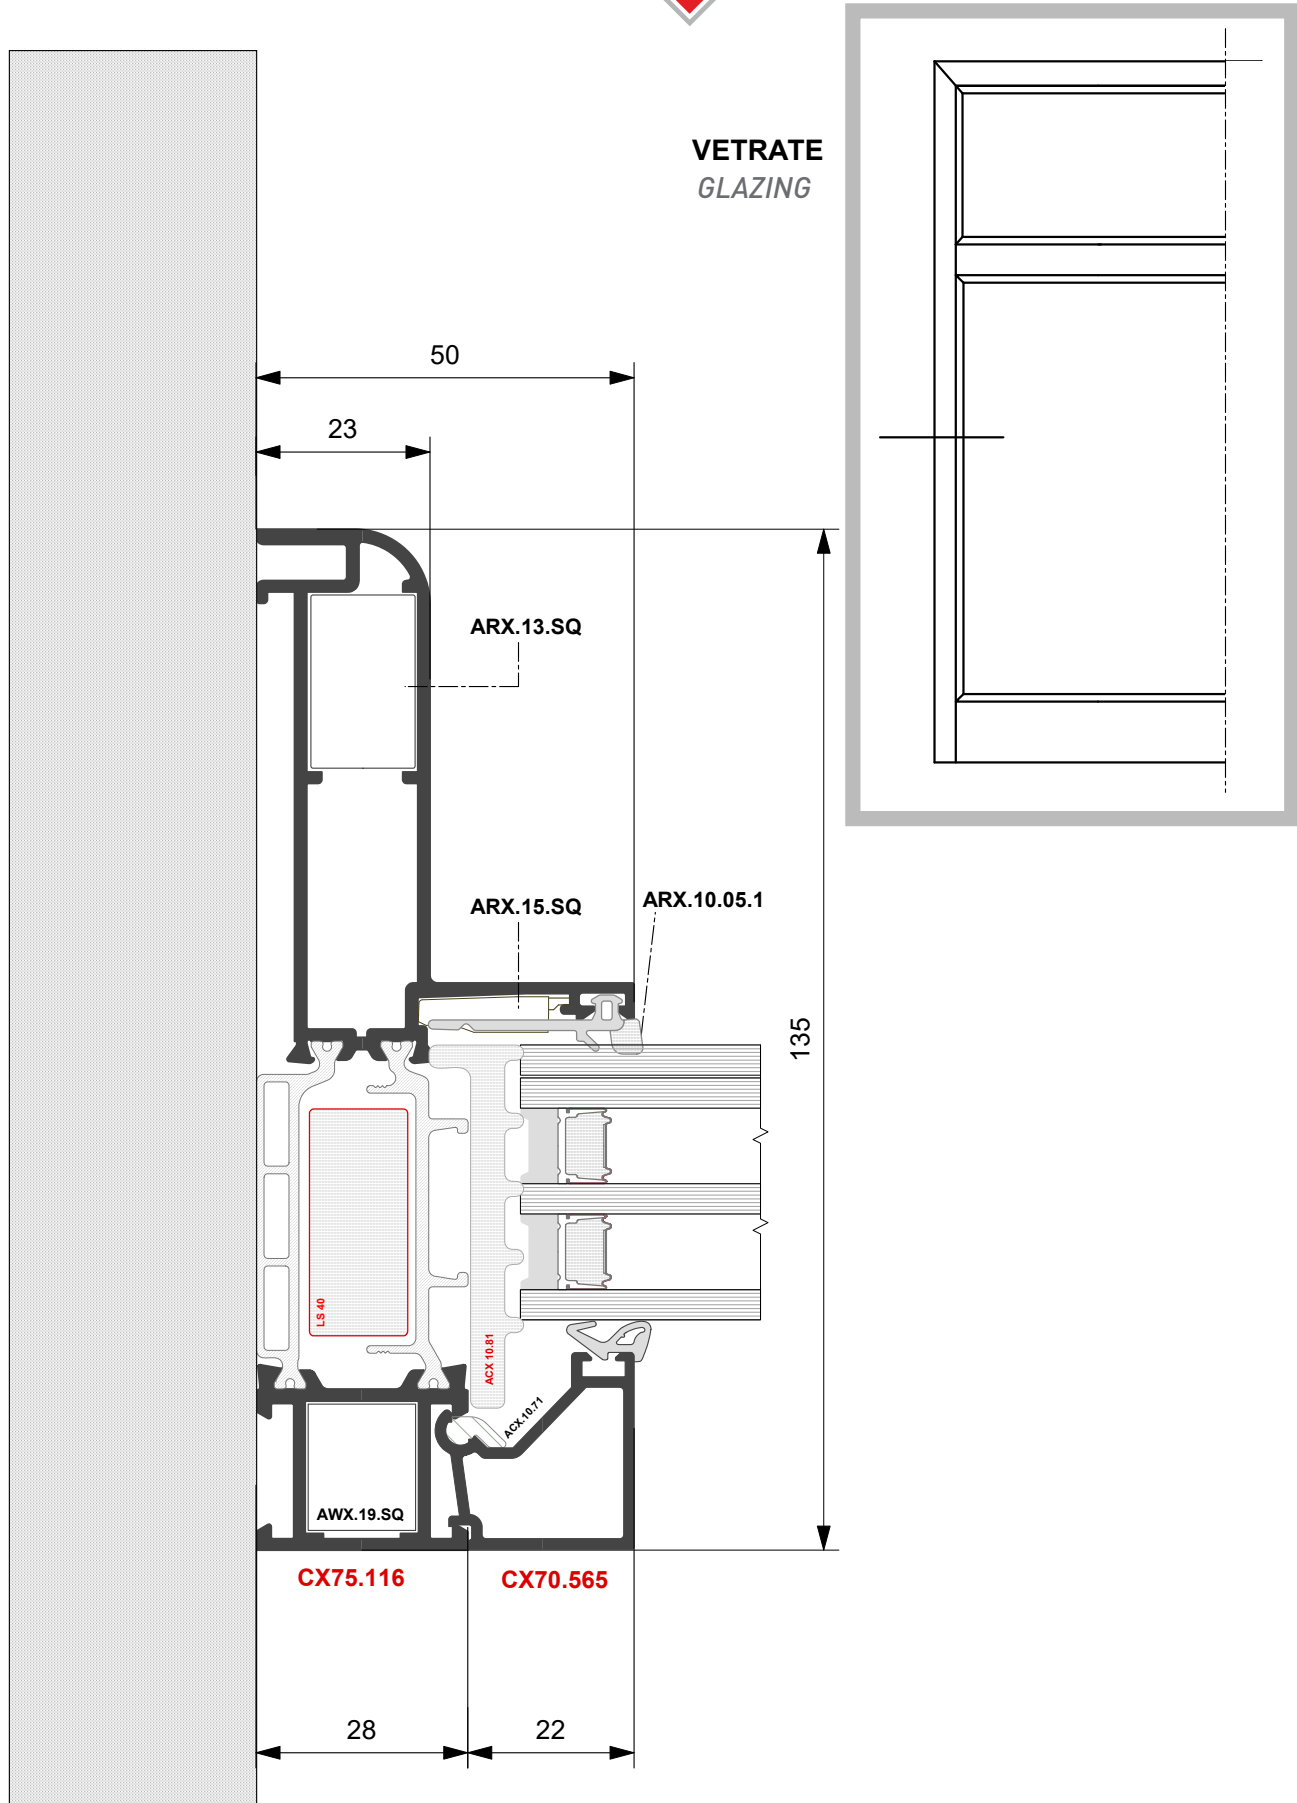 VETRATE
GLAZING
50
23
ARX.13.SQ
ARX.15.SQ
ARX.10.05.1
135
LS 40
ACX 10.81
ACX.10.71
AWX.19.SQ
CX75.116
CX70.565
28
22